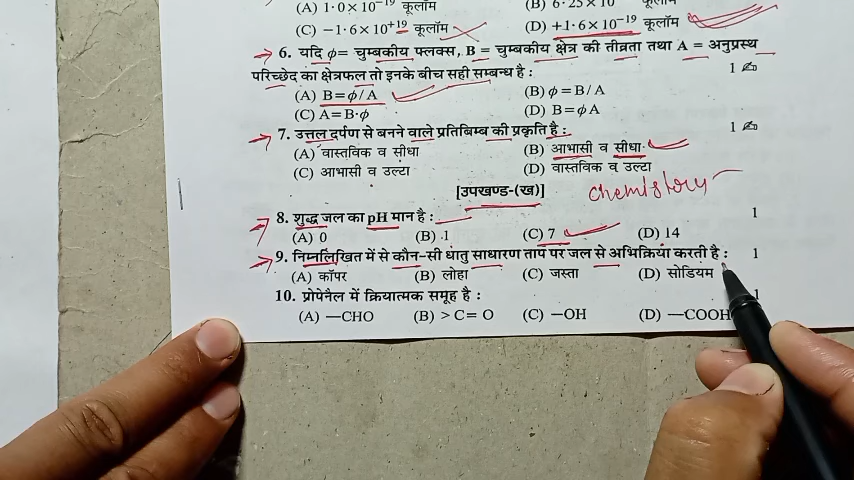 (A) 1·0×10⁻¹⁹ कूलॉम (B) 6·25×10 कूलॉम
(C) −1·6×10⁺¹⁹ कूलॉम (D) +1·6×10⁻¹⁹ कूलॉम
6. यदि ϕ= चुम्बकीय फ्लक्स, B = चुम्बकीय क्षेत्र की तीव्रता तथा A = अनुप्रस्थ
परिच्छेद का क्षेत्रफल तो इनके बीच सही सम्बन्ध है : 1
(A) B=ϕ/A (B) ϕ=B/A
(C) A=B·ϕ (D) B=ϕA
7. उत्तल दर्पण से बनने वाले प्रतिबिम्ब की प्रकृति है : 1
(A) वास्तविक व सीधा (B) आभासी व सीधा
(C) आभासी व उल्टा (D) वास्तविक व उल्टा
[उपखण्ड-(ख)] chemistory
8. शुद्ध जल का pH मान है : 1
(A) 0 (B) 1 (C) 7 (D) 14
9. निम्नलिखित में से कौन-सी धातु साधारण ताप पर जल से अभिक्रिया करती है : 1
(A) कॉपर (B) लोहा (C) जस्ता (D) सोडियम
10. प्रोपेनैल में क्रियात्मक समूह है : 1
(A) —CHO (B) > C= O (C) —OH (D) —COOH